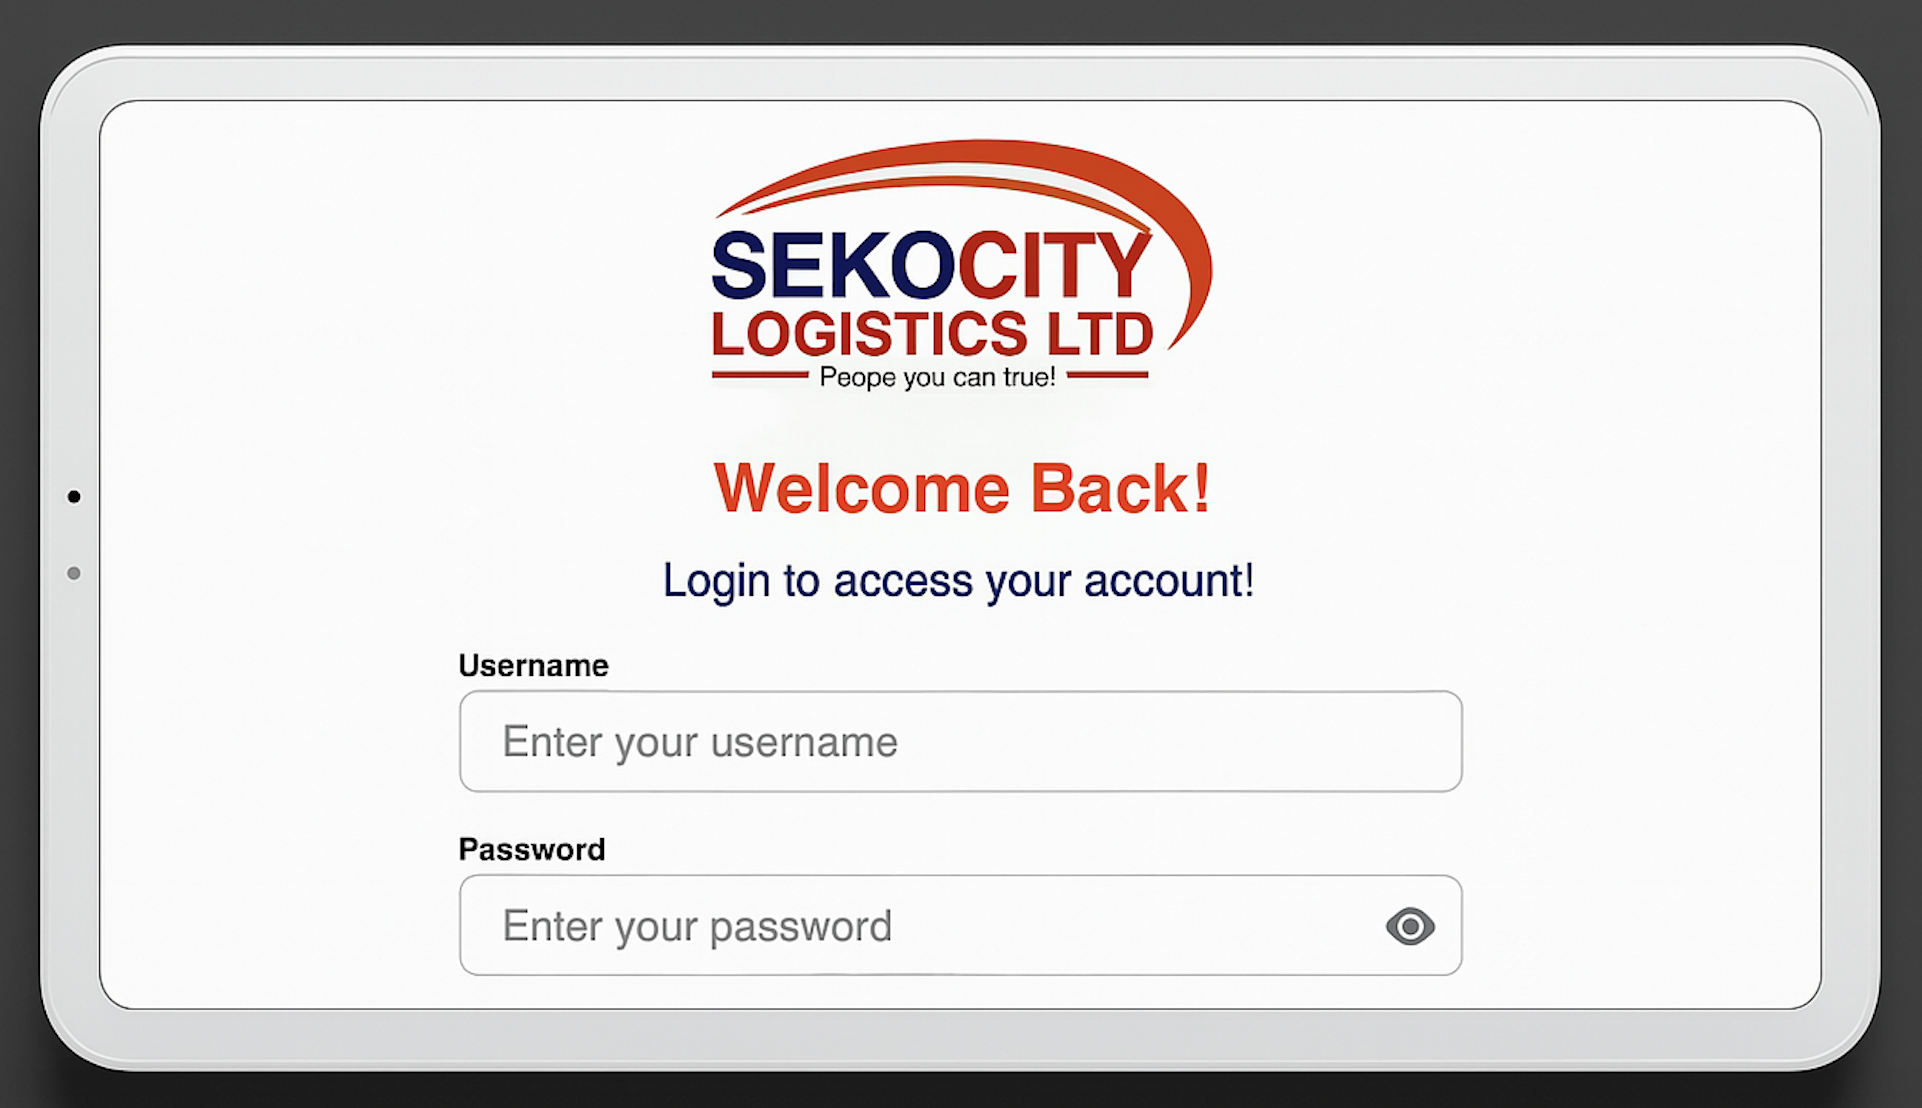 SEKOCITY
LOGISTICS LTD
Peope you can true!
Welcome Back!
Login to access your account!
Username
Enter your username
Password
Enter your password